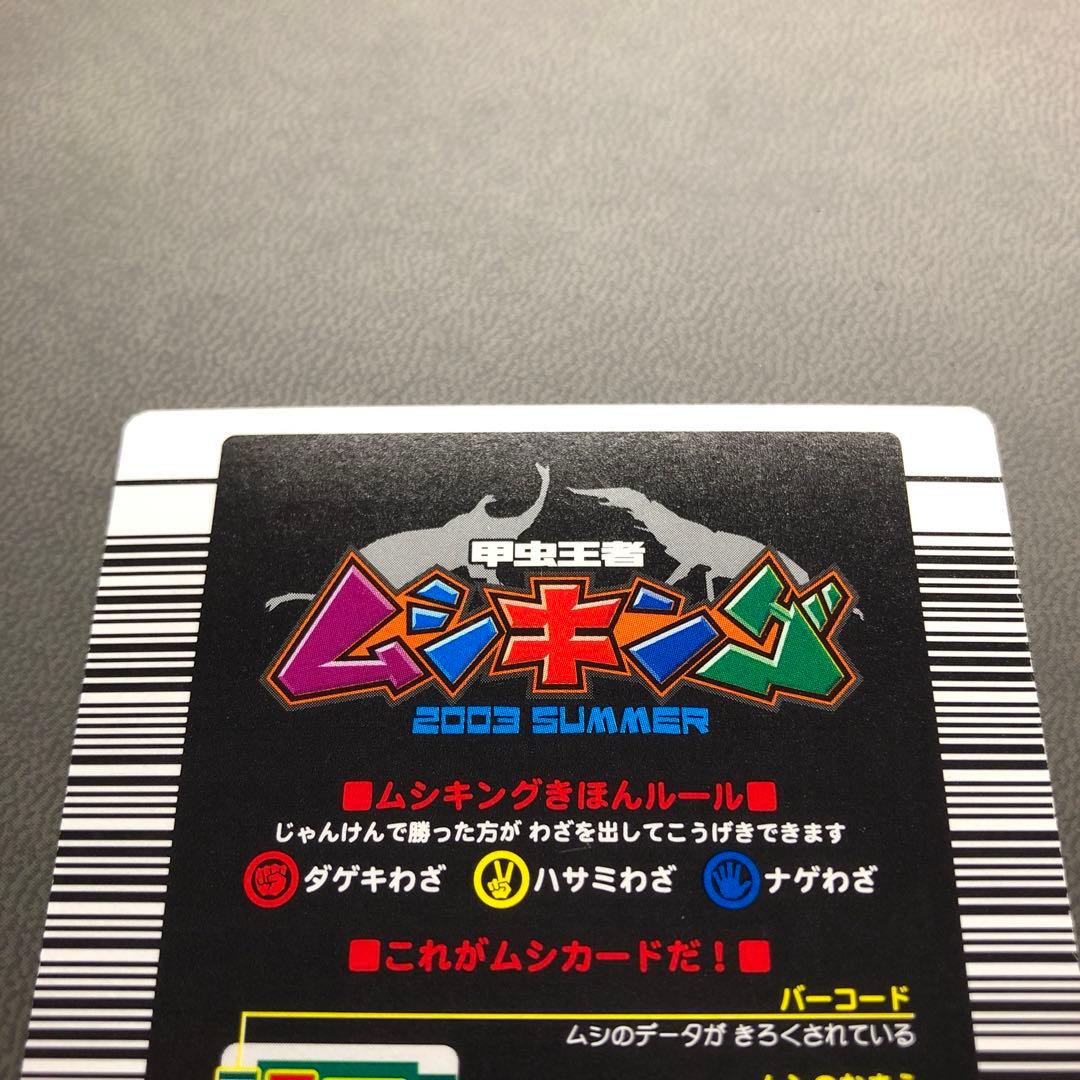 甲虫王者
ムシキング
2003 SUMMER
■ムシキングきほんルール■
じゃんけんで勝った方が わざを出してこうげきできます
ダゲキわざ ハサミわざ ナゲわざ
■これがムシカードだ！■
バーコード
ムシのデータが きろくされている